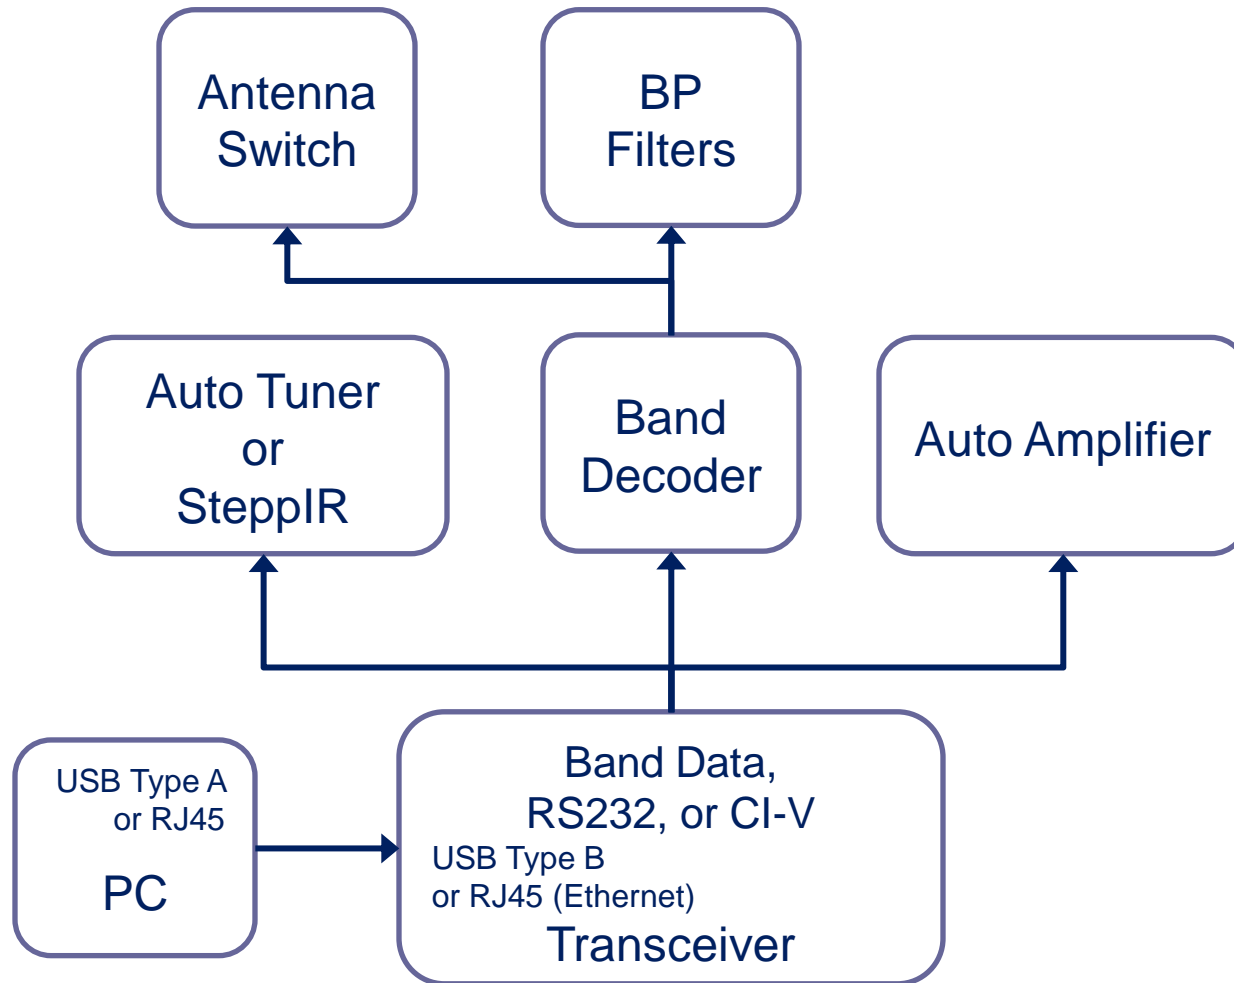 Antenna
Switch
BP
Filters
Auto Tuner
or
SteppIR
Band
Decoder
Auto Amplifier
USB Type A
or RJ45
PC
Band Data,
RS232, or CI-V
USB Type B
or RJ45 (Ethernet)
Transceiver